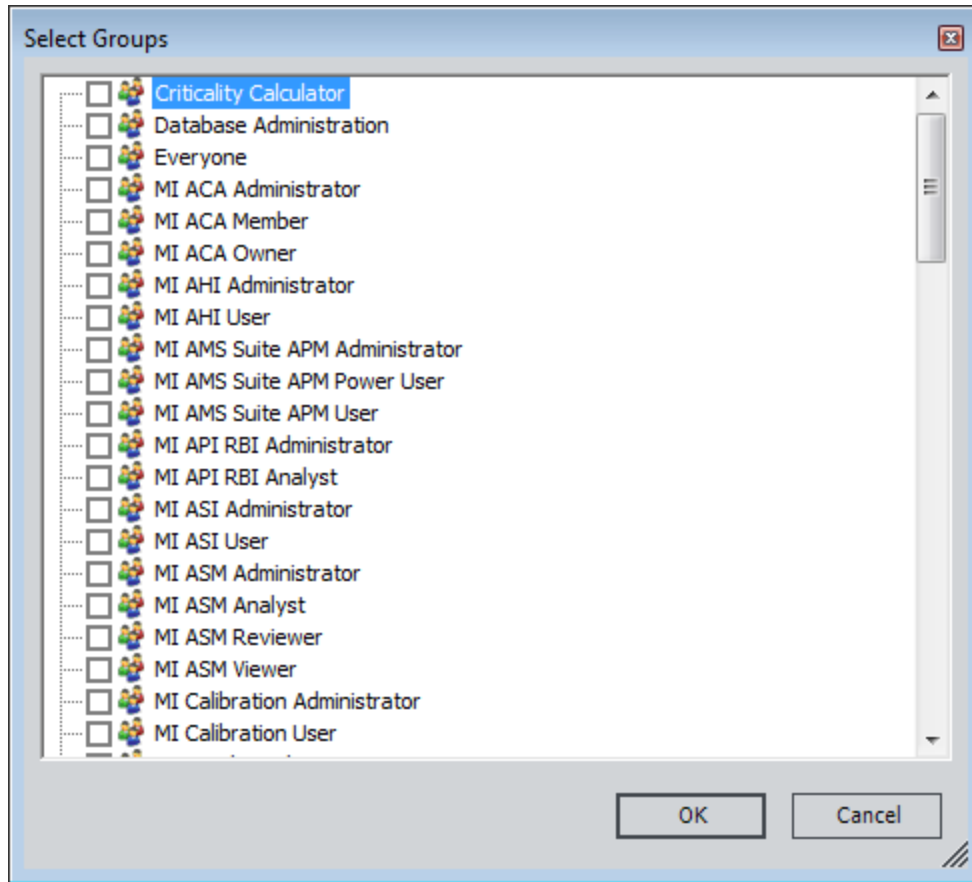 Select Groups
Criticality Calculator
Database Administration
Everyone
MI ACA Administrator
MI ACA Member
MI ACA Owner
MI AHI Administrator
MI AHI User
MI AMS Suite APM Administrator
MI AMS Suite APM Power User
MI AMS Suite APM User
MI API RBI Administrator
MI API RBI Analyst
MI ASI Administrator
MI ASI User
MI ASM Administrator
MI ASM Analyst
MI ASM Reviewer
MI ASM Viewer
MI Calibration Administrator
MI Calibration User
OK Cancel